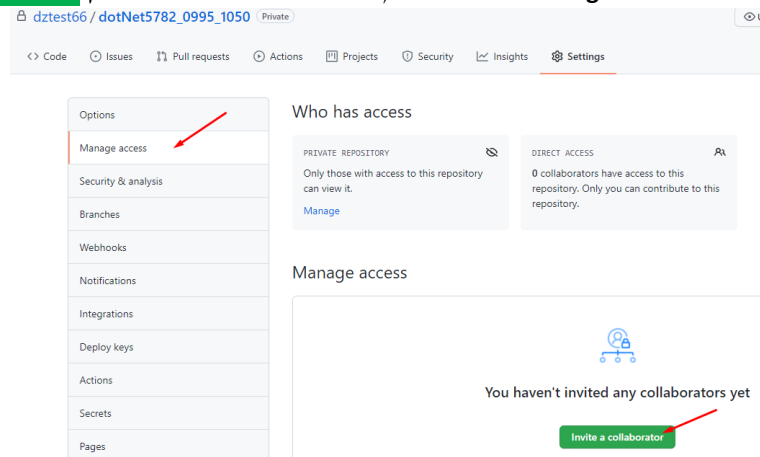 dztest66 / dotNet5782_0995_1050 Private
<> Code Issues Pull requests Actions Projects Security Insights Settings
Options
Manage access
Security & analysis
Branches
Webhooks
Notifications
Integrations
Deploy keys
Actions
Secrets
Pages
Who has access
PRIVATE REPOSITORY
Only those with access to this repository
can view it.
Manage
DIRECT ACCESS
0 collaborators have access to this
repository. Only you can contribute to this
repository.
Manage access
You haven't invited any collaborators yet
Invite a collaborator